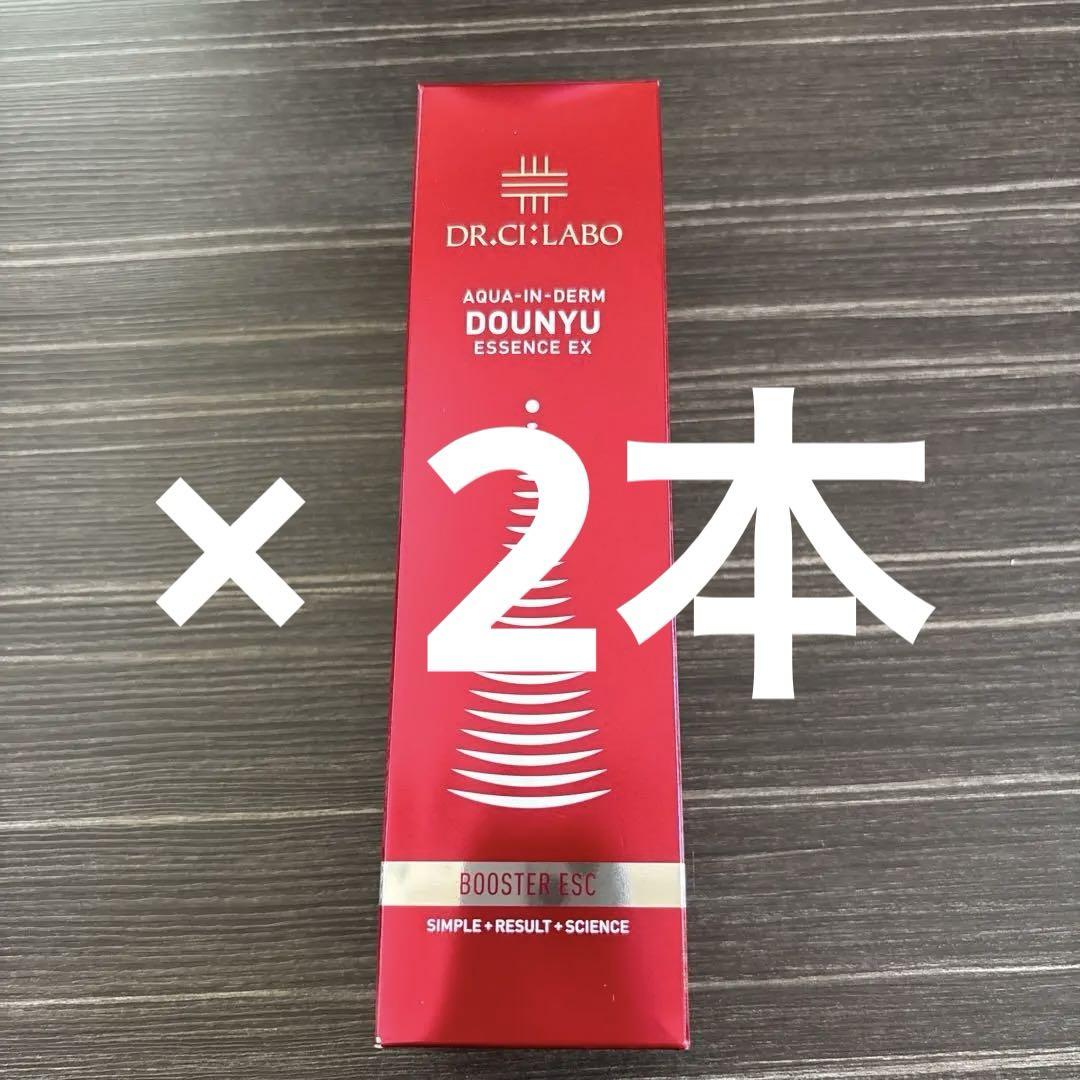 DR.CI:LABO
AQUA-IN-DERM
DOUNYU
ESSENCE EX
× 2本
BOOSTER ESC
SIMPLE+RESULT+SCIENCE